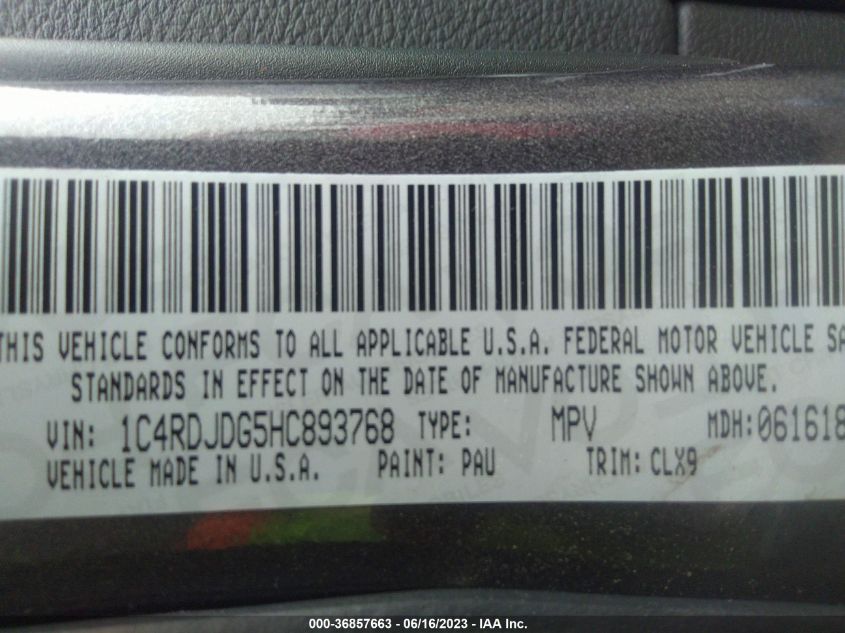 THIS VEHICLE CONFORMS TO ALL APPLICABLE U.S.A. FEDERAL MOTOR VEHICLE SA
STANDARDS IN EFFECT ON THE DATE OF MANUFACTURE SHOWN ABOVE.
VIN: 1C4RDJDG5HC893768 TYPE: MPV MDH:061618
VEHICLE MADE IN U.S.A. PAINT: PAU TRIM: CLX9
000-36857663 - 06/16/2023 - IAA Inc.